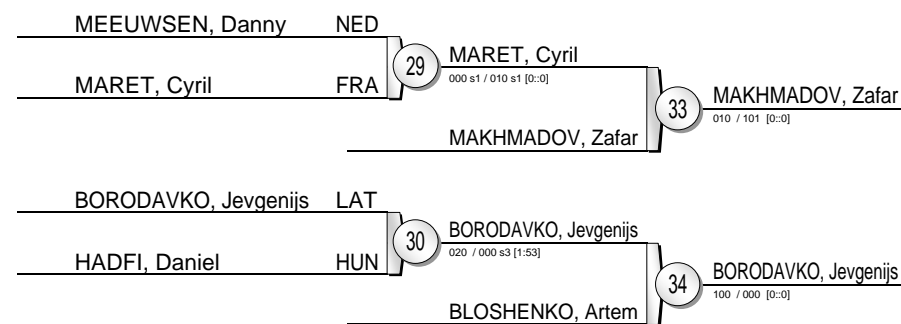 MEEUWSEN, Danny NED
29
MARET, Cyril
000 s1 / 010 s1 [0::0]
MARET, Cyril FRA
33
MAKHMADOV, Zafar
010 / 101 [0::0]
MAKHMADOV, Zafar
BORODAVKO, Jevgenijs LAT
30
BORODAVKO, Jevgenijs
020 / 000 s3 [1:53]
HADFI, Daniel HUN
34
BORODAVKO, Jevgenijs
100 / 000 [0::0]
BLOSHENKO, Artem